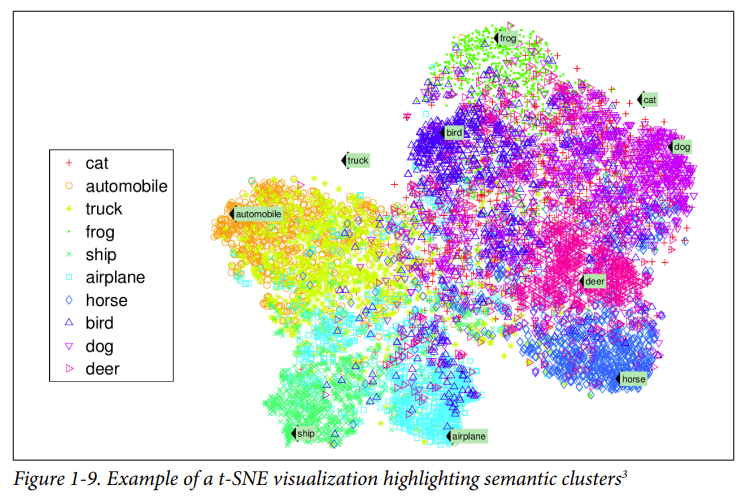 frog
cat
bird
dog
truck
cat
automobile
truck
frog
ship
airplane
horse
bird
dog
deer
automobile
deer
horse
ship
airplane
Figure 1-9. Example of a t-SNE visualization highlighting semantic clusters³